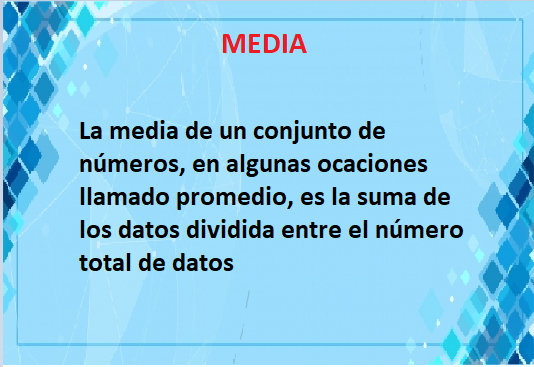 MEDIA
La media de un conjunto de
números, en algunas ocaciones
llamado promedio, es la suma de
los datos dividida entre el número
total de datos